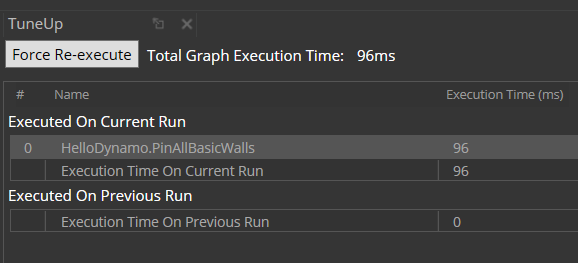 TuneUp
Force Re-execute Total Graph Execution Time: 96ms
# Name Execution Time (ms)
Executed On Current Run
0 HelloDynamo.PinAllBasicWalls 96
Execution Time On Current Run 96
Executed On Previous Run
Execution Time On Previous Run 0